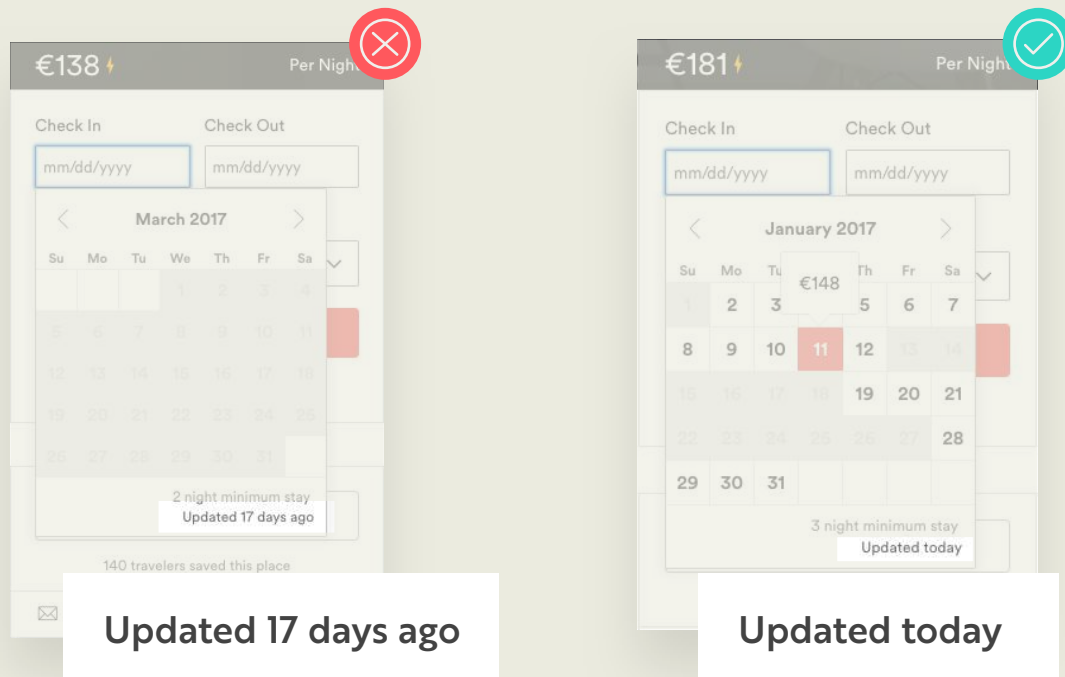 €138
Per Night
Check In
Check Out
mm/dd/yyyy
mm/dd/yyyy
March 2017
Su Mo Tu We Th Fr Sa
1 2 3 4
5 6 7 8 9 10 11
12 13 14 15 16 17 18
19 20 21 22 23 24 25
26 27 28 29 30 31
2 night minimum stay
Updated 17 days ago
140 travelers saved this place
Updated 17 days ago
€181
Per Night
Check In
Check Out
mm/dd/yyyy
mm/dd/yyyy
January 2017
Su Mo Tu Th Fr Sa
€148
1 2 3 5 6 7
8 9 10 11 12 13 14
15 16 17 18 19 20 21
22 23 24 25 26 27 28
29 30 31
3 night minimum stay
Updated today
Updated today